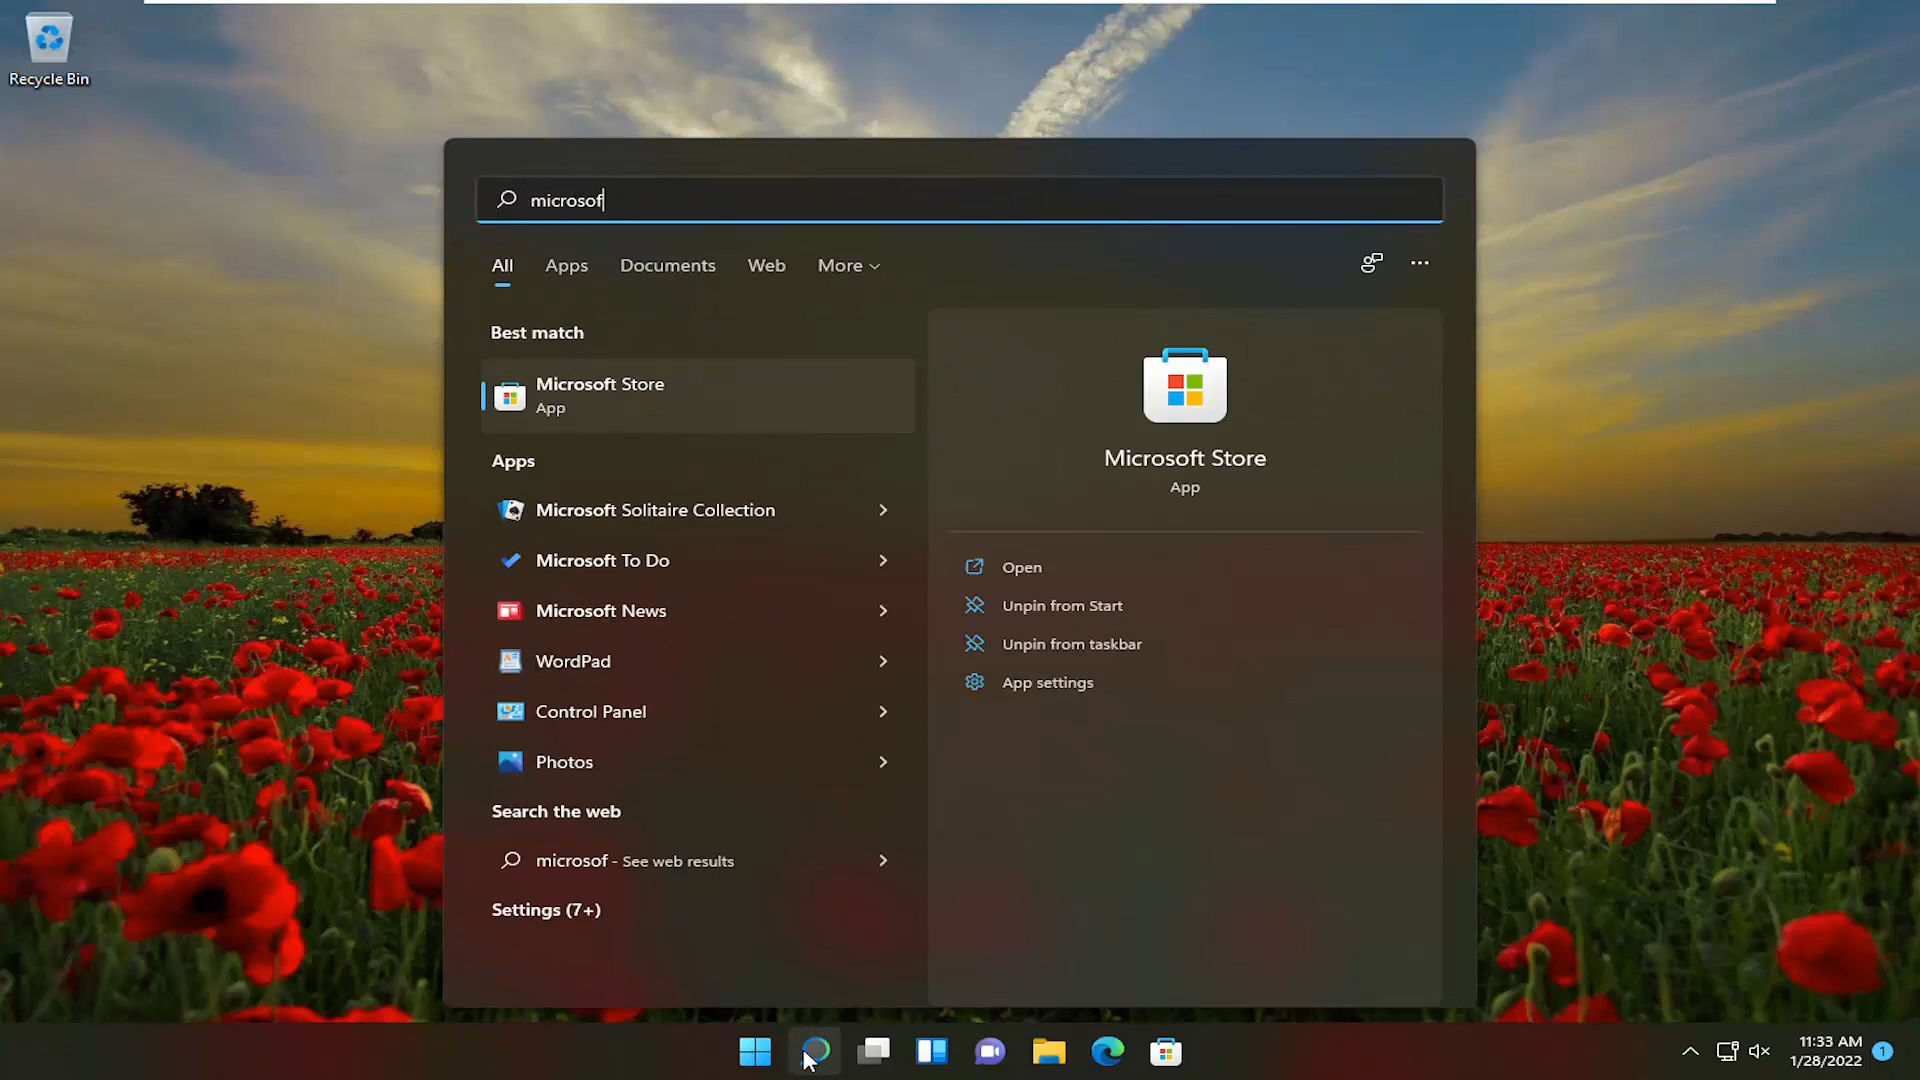 Recycle Bin
microsof
All Apps Documents Web More
Best match
Microsoft Store
App
Apps
Microsoft Solitaire Collection
Microsoft To Do
Microsoft News
WordPad
Control Panel
Photos
Search the web
microsof - See web results
Settings (7+)
Microsoft Store
App
Open
Unpin from Start
Unpin from taskbar
App settings
11:33 AM
1/28/2022
1